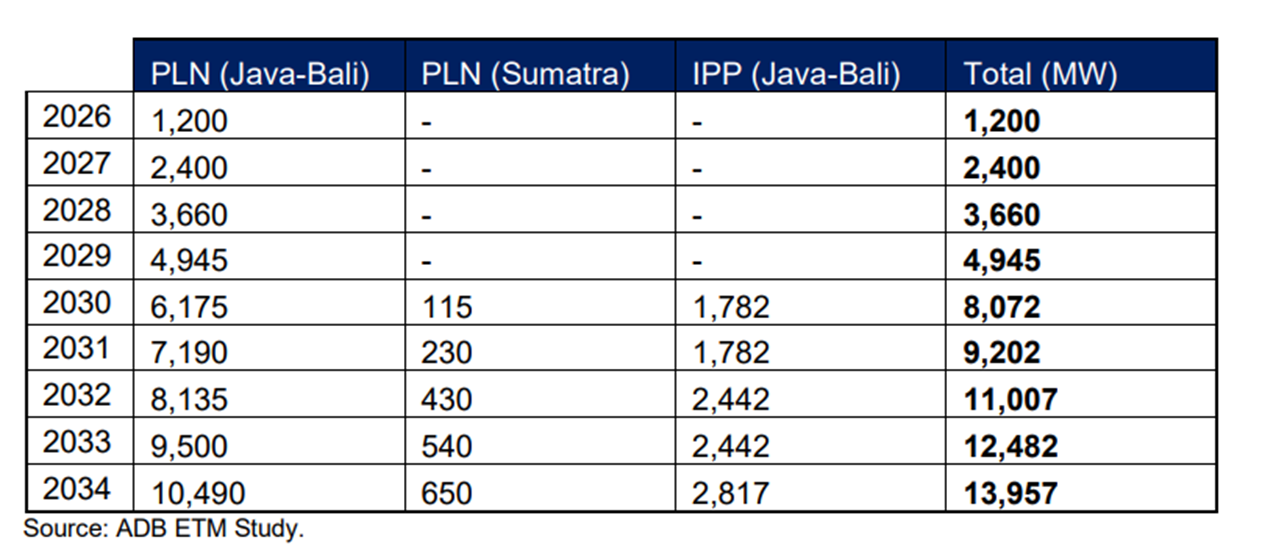 PLN (Java-Bali) PLN (Sumatra) IPP (Java-Bali) Total (MW)
2026 1,200 - - 1,200
2027 2,400 - - 2,400
2028 3,660 - - 3,660
2029 4,945 - - 4,945
2030 6,175 115 1,782 8,072
2031 7,190 230 1,782 9,202
2032 8,135 430 2,442 11,007
2033 9,500 540 2,442 12,482
2034 10,490 650 2,817 13,957
Source: ADB ETM Study.